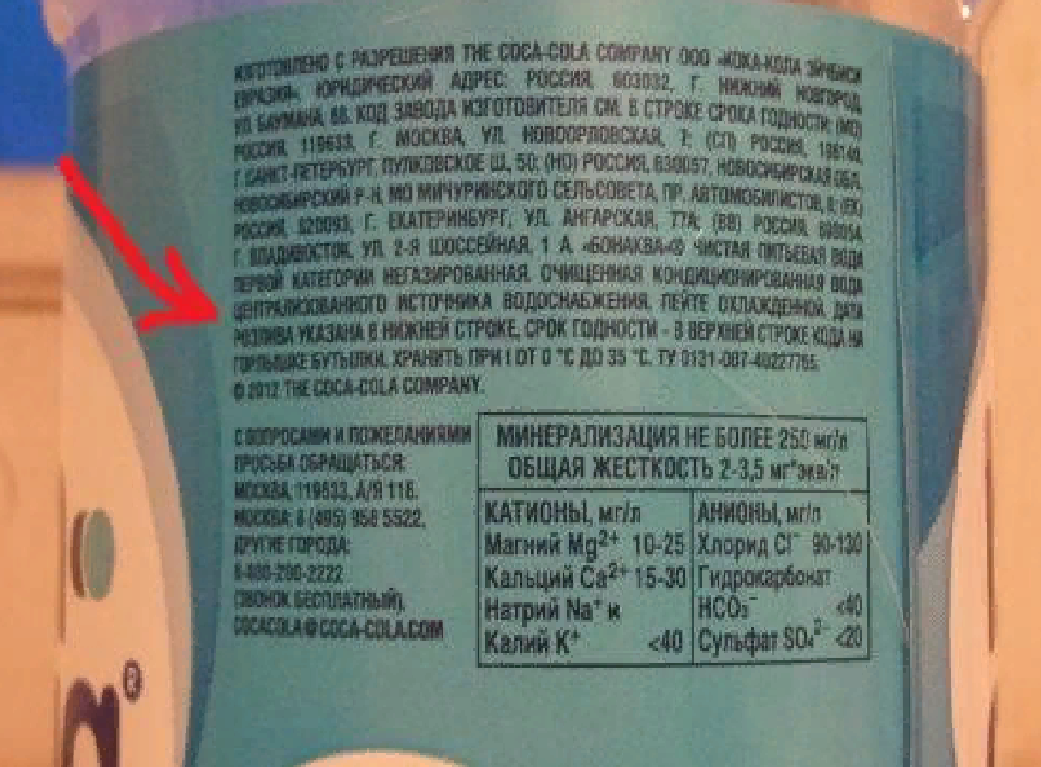 ИЗГОТОВЛЕНО С РАЗРЕШЕНИЯ THE COCA-COLA COMPANY ООО «КОКА-КОЛА ЭЙЧБИСИ
ЕВРАЗИЯ», ЮРИДИЧЕСКИЙ АДРЕС: РОССИЯ, 603032, Г. НИЖНИЙ НОВГОРОД,
УЛ. БАУМАНА, 66. КОД ЗАВОДА ИЗГОТОВИТЕЛЯ СМ. В СТРОКЕ СРОКА ГОДНОСТИ: (МО)
РОССИЯ, 119633, Г. МОСКВА, УЛ. НОВООРЛОВСКАЯ, 7; (СП) РОССИЯ,
Г. САНКТ-ПЕТЕРБУРГ, ПУЛКОВСКОЕ Ш., 50; (НО) РОССИЯ, НОВОСИБИРСКАЯ ОБЛ.,
НОВОСИБИРСКИЙ Р-Н, МО МИЧУРИНСКОГО СЕЛЬСОВЕТА, ПР. АВТОМОБИЛИСТОВ, (ЕК)
РОССИЯ, Г. ЕКАТЕРИНБУРГ, УЛ. АНГАРСКАЯ, 77А; (ВВ) РОССИЯ,
Г. ВЛАДИВОСТОК, УЛ. 2-Я ШОССЕЙНАЯ, 1 А. «БОНАКВА»® ЧИСТАЯ ПИТЬЕВАЯ ВОДА
ПЕРВОЙ КАТЕГОРИИ НЕГАЗИРОВАННАЯ. ОЧИЩЕННАЯ КОНДИЦИОНИРОВАННАЯ ВОДА
ЦЕНТРАЛИЗОВАННОГО ИСТОЧНИКА ВОДОСНАБЖЕНИЯ. ПЕЙТЕ ОХЛАЖДЕННОЙ. ДАТА
РОЗЛИВА УКАЗАНА В НИЖНЕЙ СТРОКЕ, СРОК ГОДНОСТИ - В ВЕРХНЕЙ СТРОКЕ КОДА НА
ГОРЛЫШКЕ БУТЫЛКИ. ХРАНИТЬ ПРИ t ОТ 0 °С ДО 35 °С. ТУ
© 2012 THE COCA-COLA COMPANY.
С ВОПРОСАМИ И ПОЖЕЛАНИЯМИ
ПРОСЬБА ОБРАЩАТЬСЯ:
МОСКВА, 119633, А/Я 116.
МОСКВА: 8 (495) 956 5522,
ДРУГИЕ ГОРОДА:
8-800-200-2222
(ЗВОНОК БЕСПЛАТНЫЙ),
COCACOLA@COCA-COLA.COM
МИНЕРАЛИЗАЦИЯ НЕ БОЛЕЕ 250 мг/л
ОБЩАЯ ЖЕСТКОСТЬ 2-3,5 мг*экв/л
КАТИОНЫ, мг/л
Магний Mg²⁺ 10-25
Кальций Ca²⁺ 15-30
Натрий Na⁺ и
Калий K⁺ <40
АНИОНЫ, мг/л
Хлорид Cl⁻ 90-130
Гидрокарбонат
HCO₃⁻ <40
Сульфат SO₄²⁻ <20
®